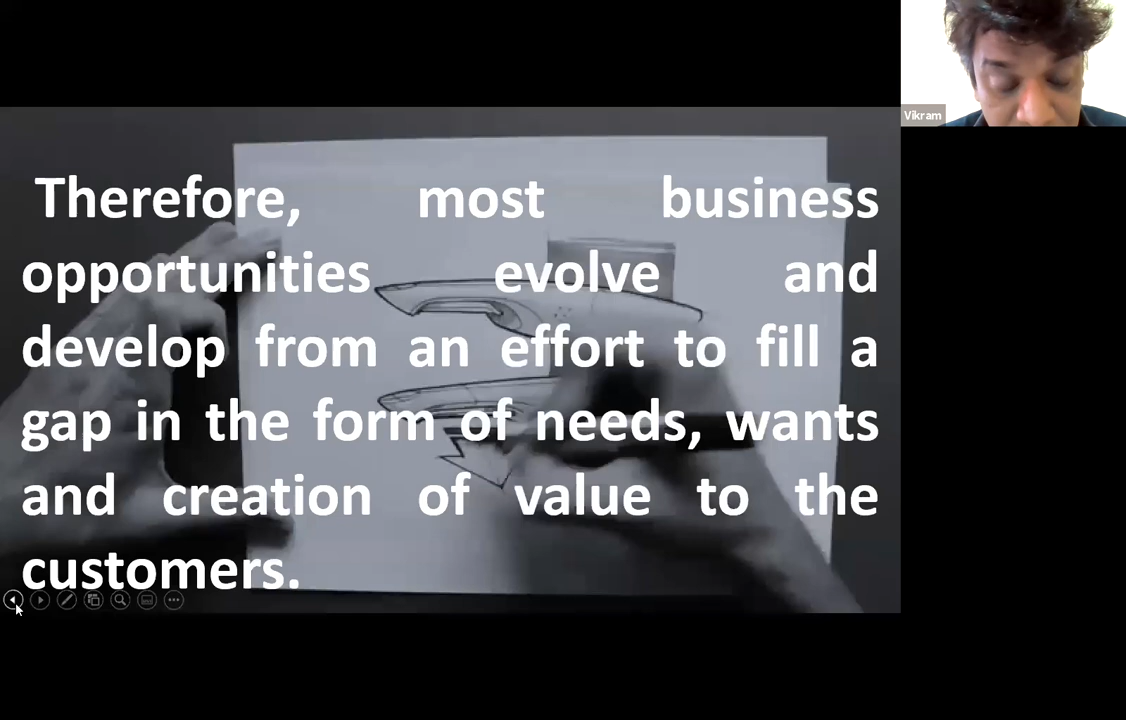 Vikram
Therefore, most business
opportunities evolve and
develop from an effort to fill a
gap in the form of needs, wants
and creation of value to the
customers.